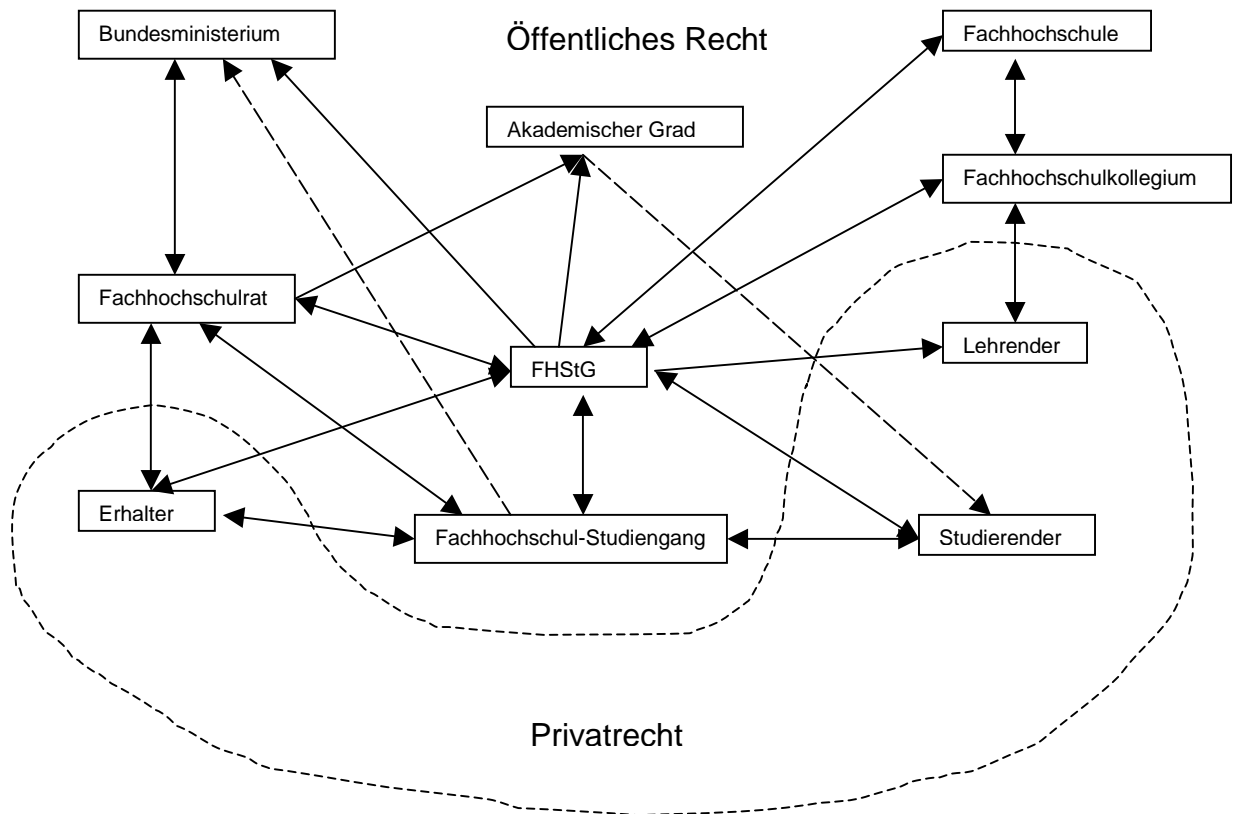 Bundesministerium
Öffentliches Recht
Fachhochschule
Akademischer Grad
Fachhochschulkollegium
Fachhochschulrat
FHStG
Lehrender
Erhalter
Fachhochschul-Studiengang
Studierender
Privatrecht